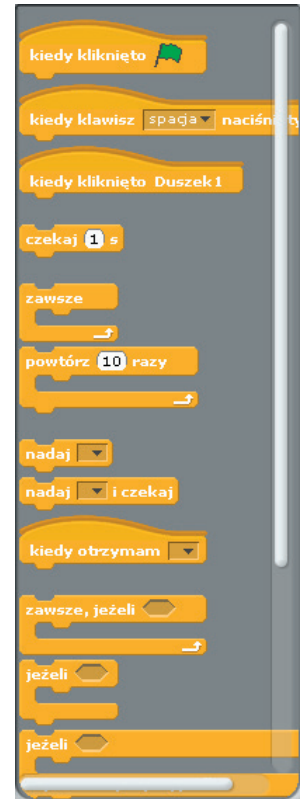 kiedy kliknięto
kiedy klawisz spacja naciśnięty
kiedy kliknięto Duszek1
czekaj 1 s
zawsze
powtórz 10 razy
nadaj
nadaj i czekaj
kiedy otrzymam
zawsze, jeżeli
jeżeli
jeżeli